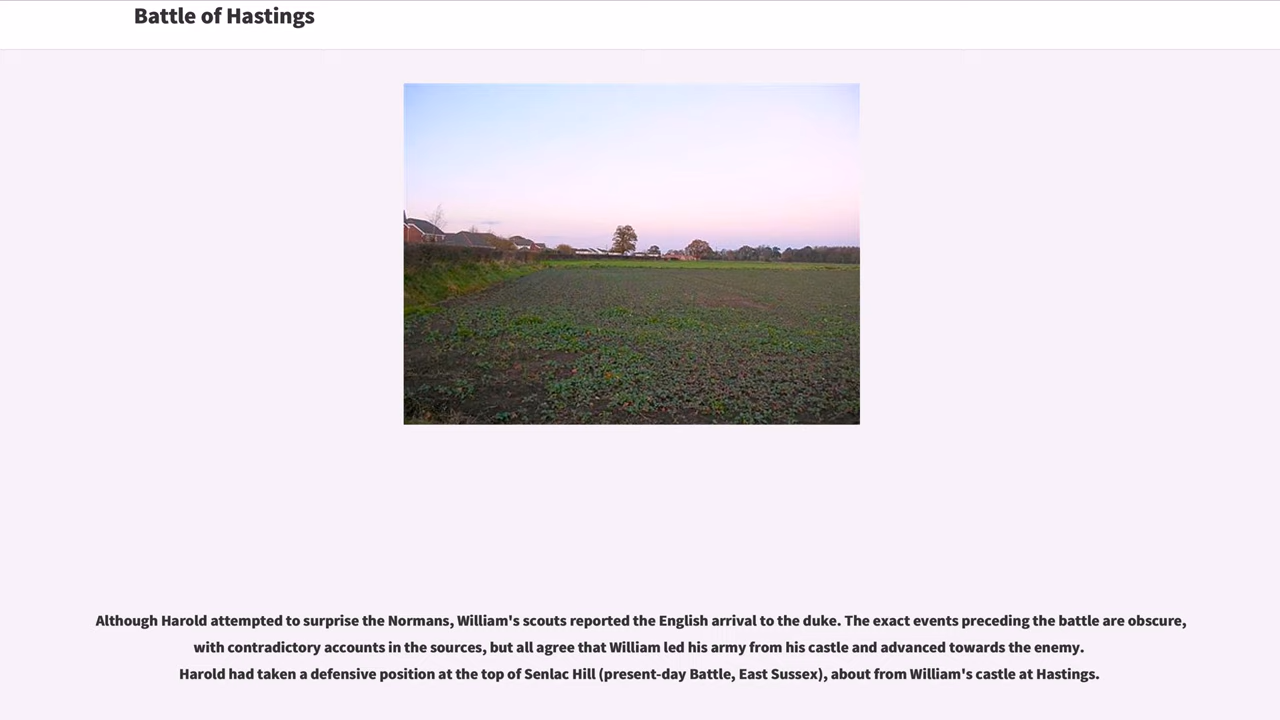 Battle of Hastings
Although Harold attempted to surprise the Normans, William's scouts reported the English arrival to the duke. The exact events preceding the battle are obscure,
with contradictory accounts in the sources, but all agree that William led his army from his castle and advanced towards the enemy.
Harold had taken a defensive position at the top of Senlac Hill (present-day Battle, East Sussex), about from William's castle at Hastings.